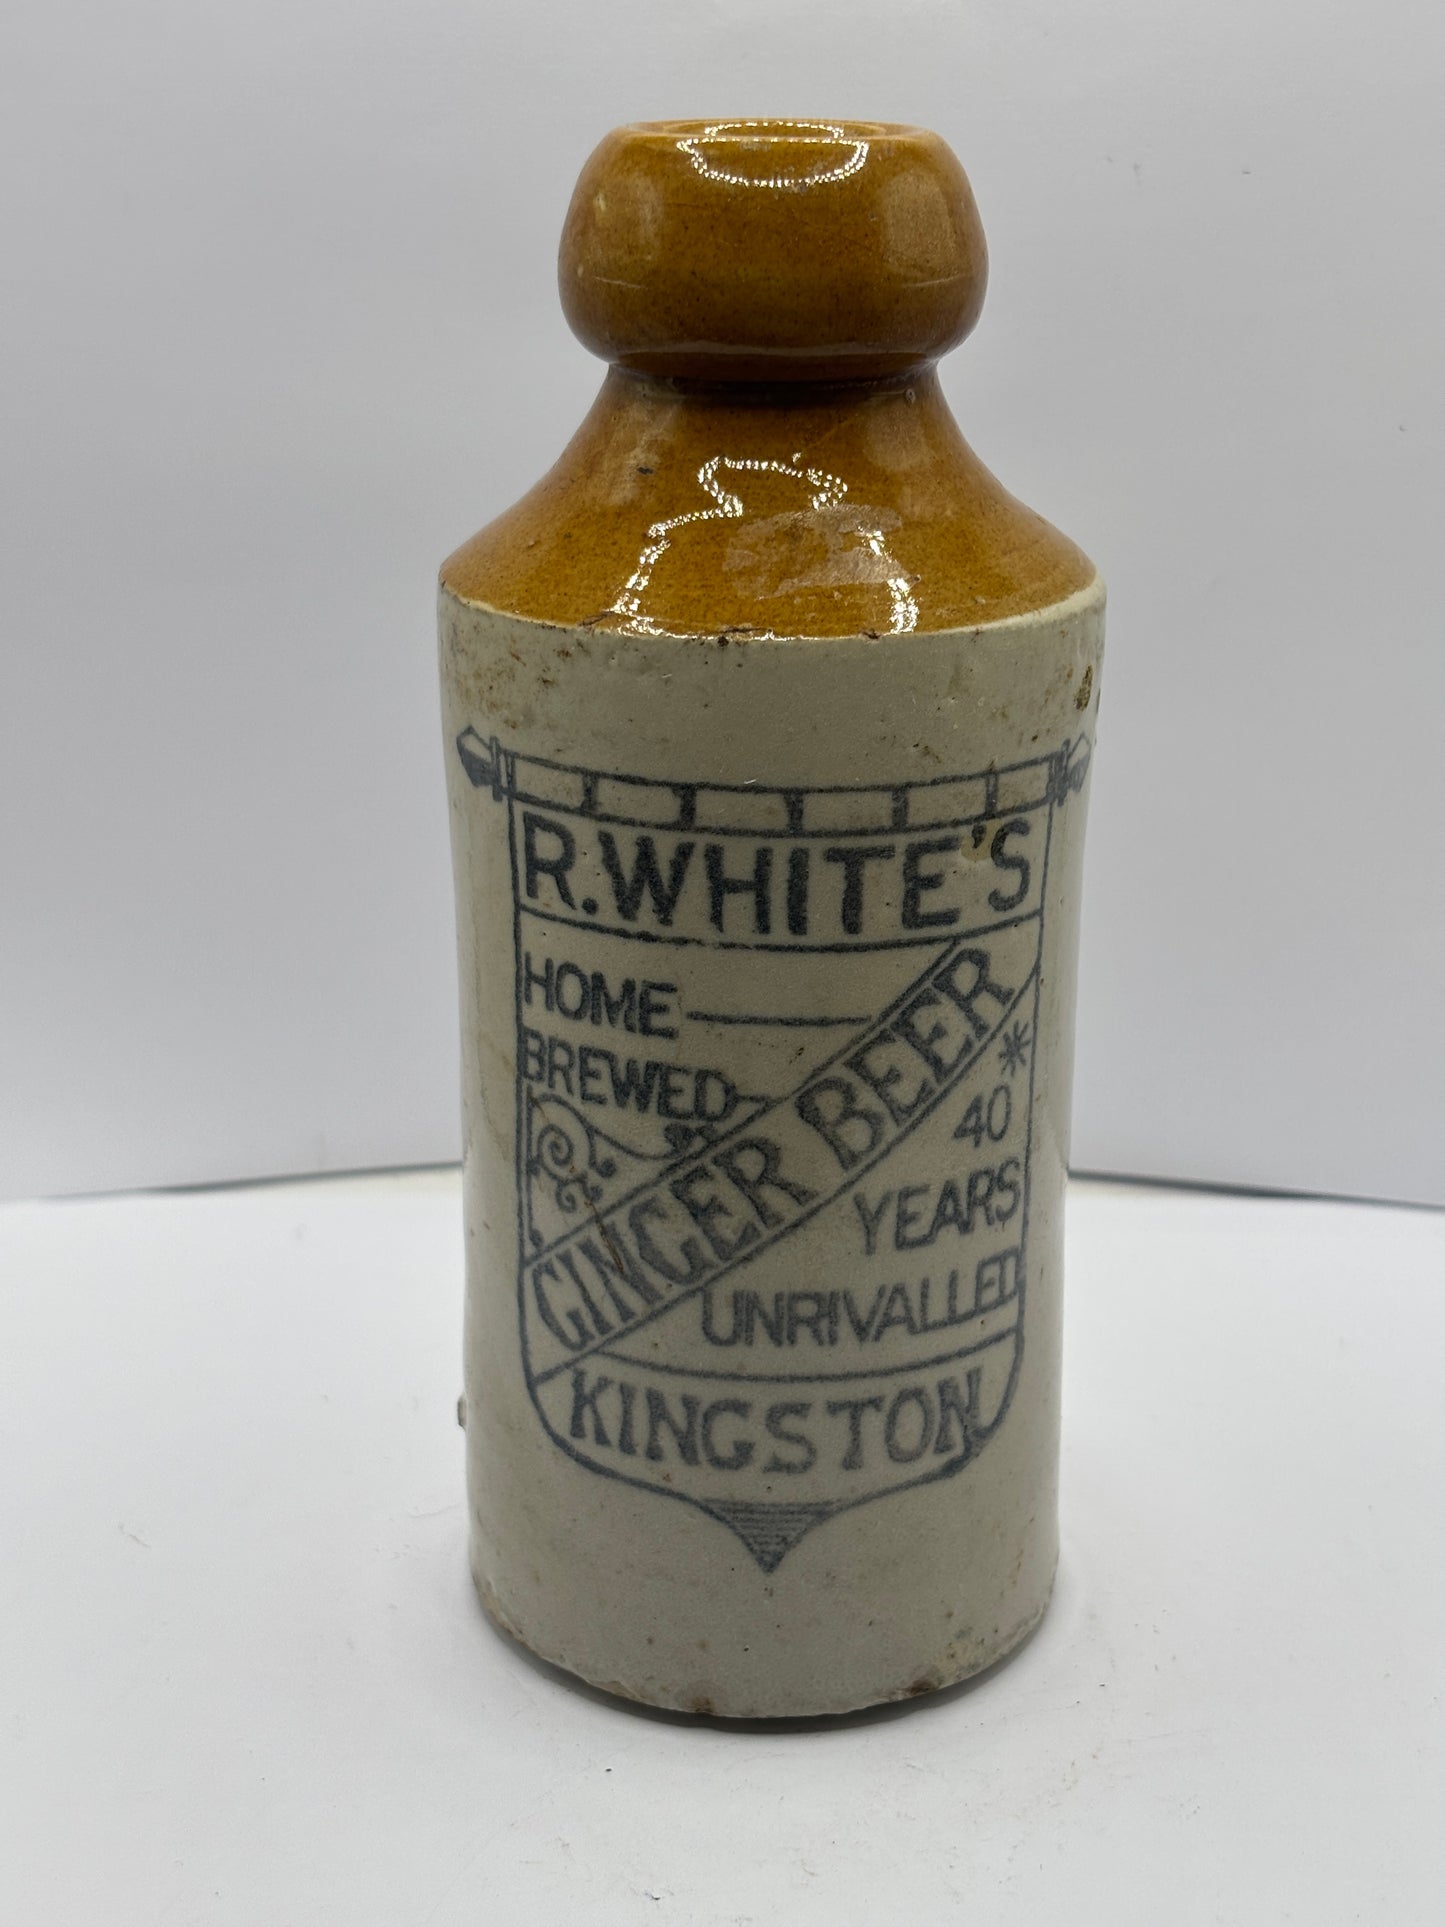 R. WHITE'S
HOME
BREWED
GINGER BEER
40
YEARS
UNRIVALLED
KINGSTON